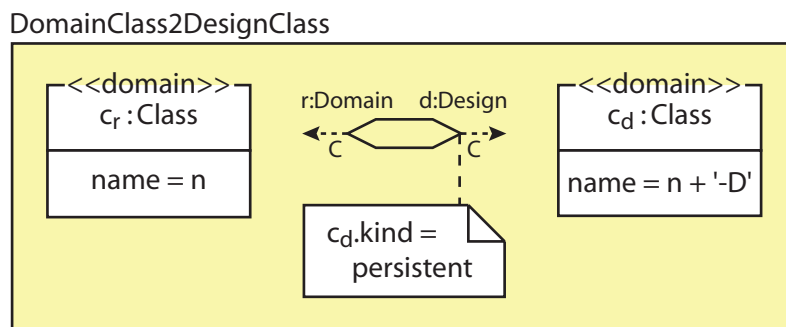 DomainClass2DesignClass
<<domain>>
cr : Class
name = n
r:Domain d:Design
C C
cd.kind =
persistent
<<domain>>
cd : Class
name = n + '-D'